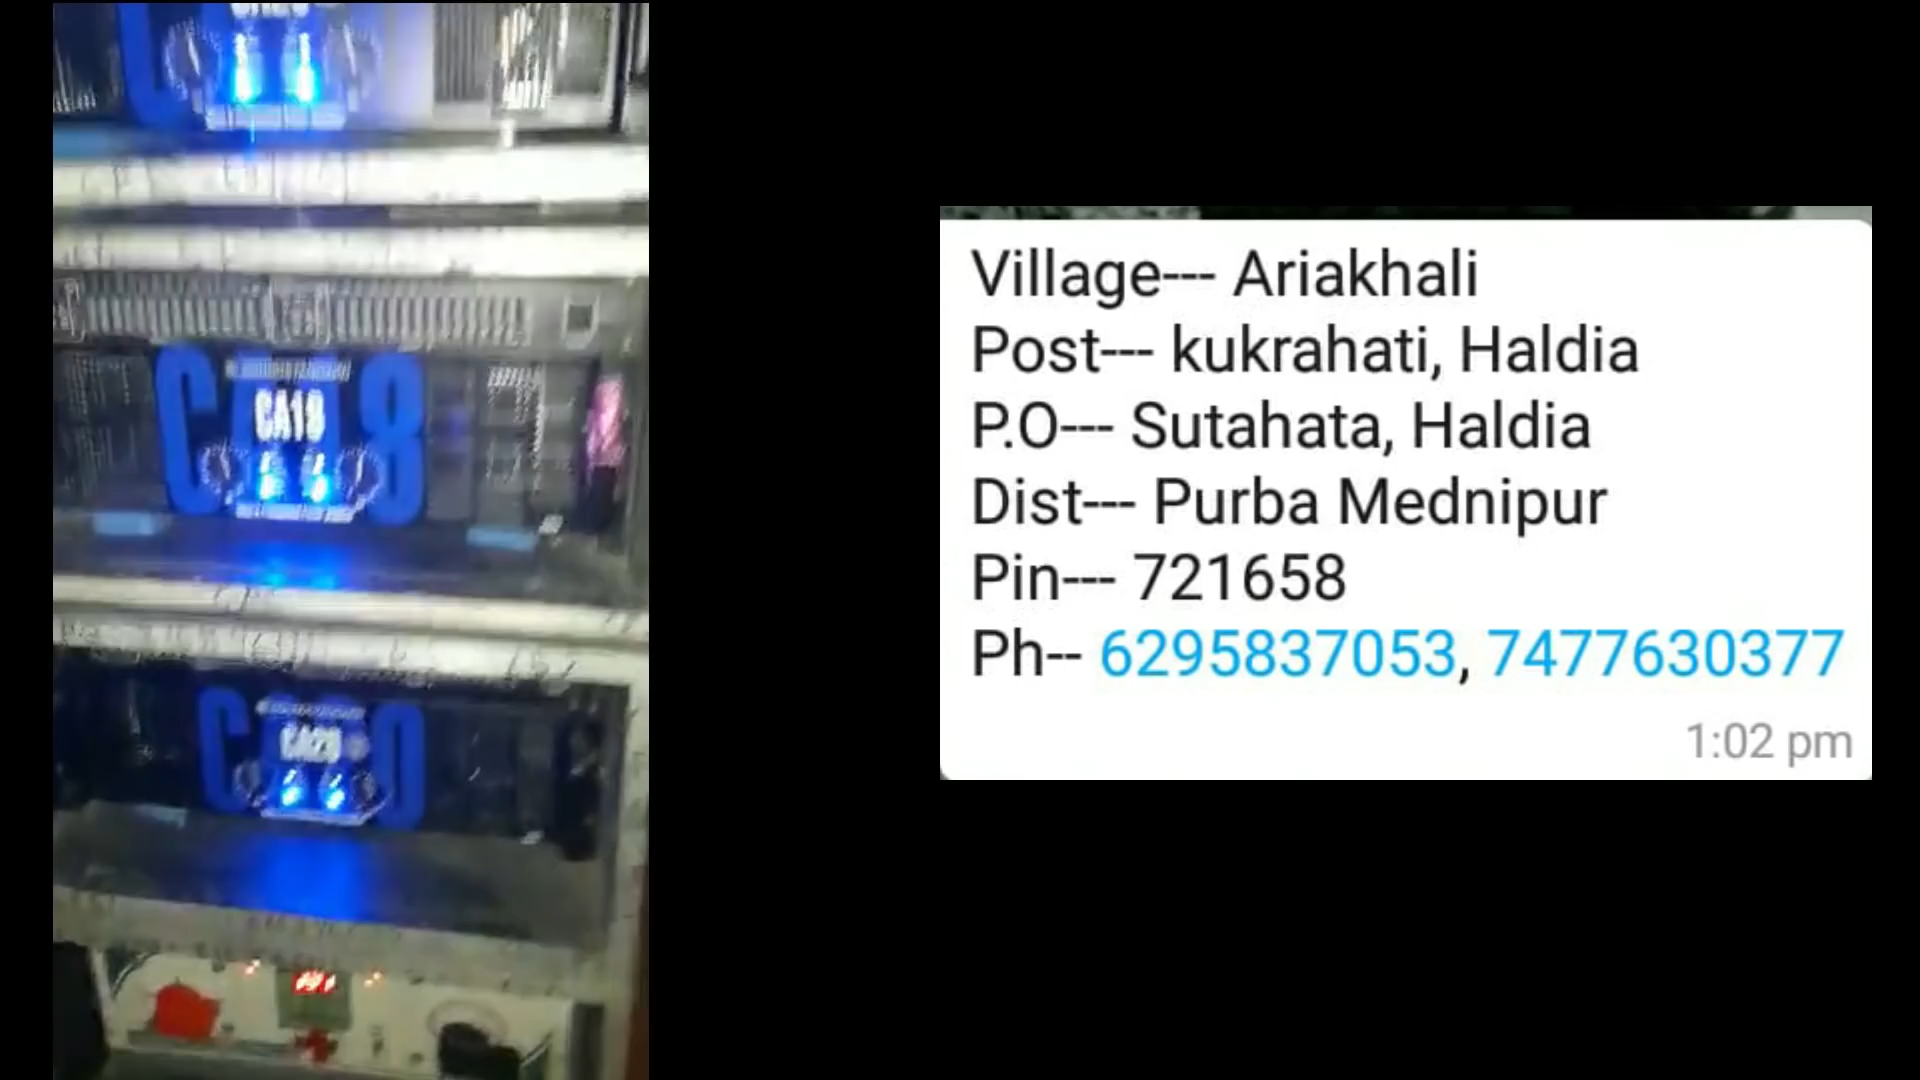 CA18
CA20
Village--- Ariakhali
Post--- kukrahati, Haldia
P.O--- Sutahata, Haldia
Dist--- Purba Mednipur
Pin--- 721658
Ph-- 6295837053, 7477630377
1:02 pm